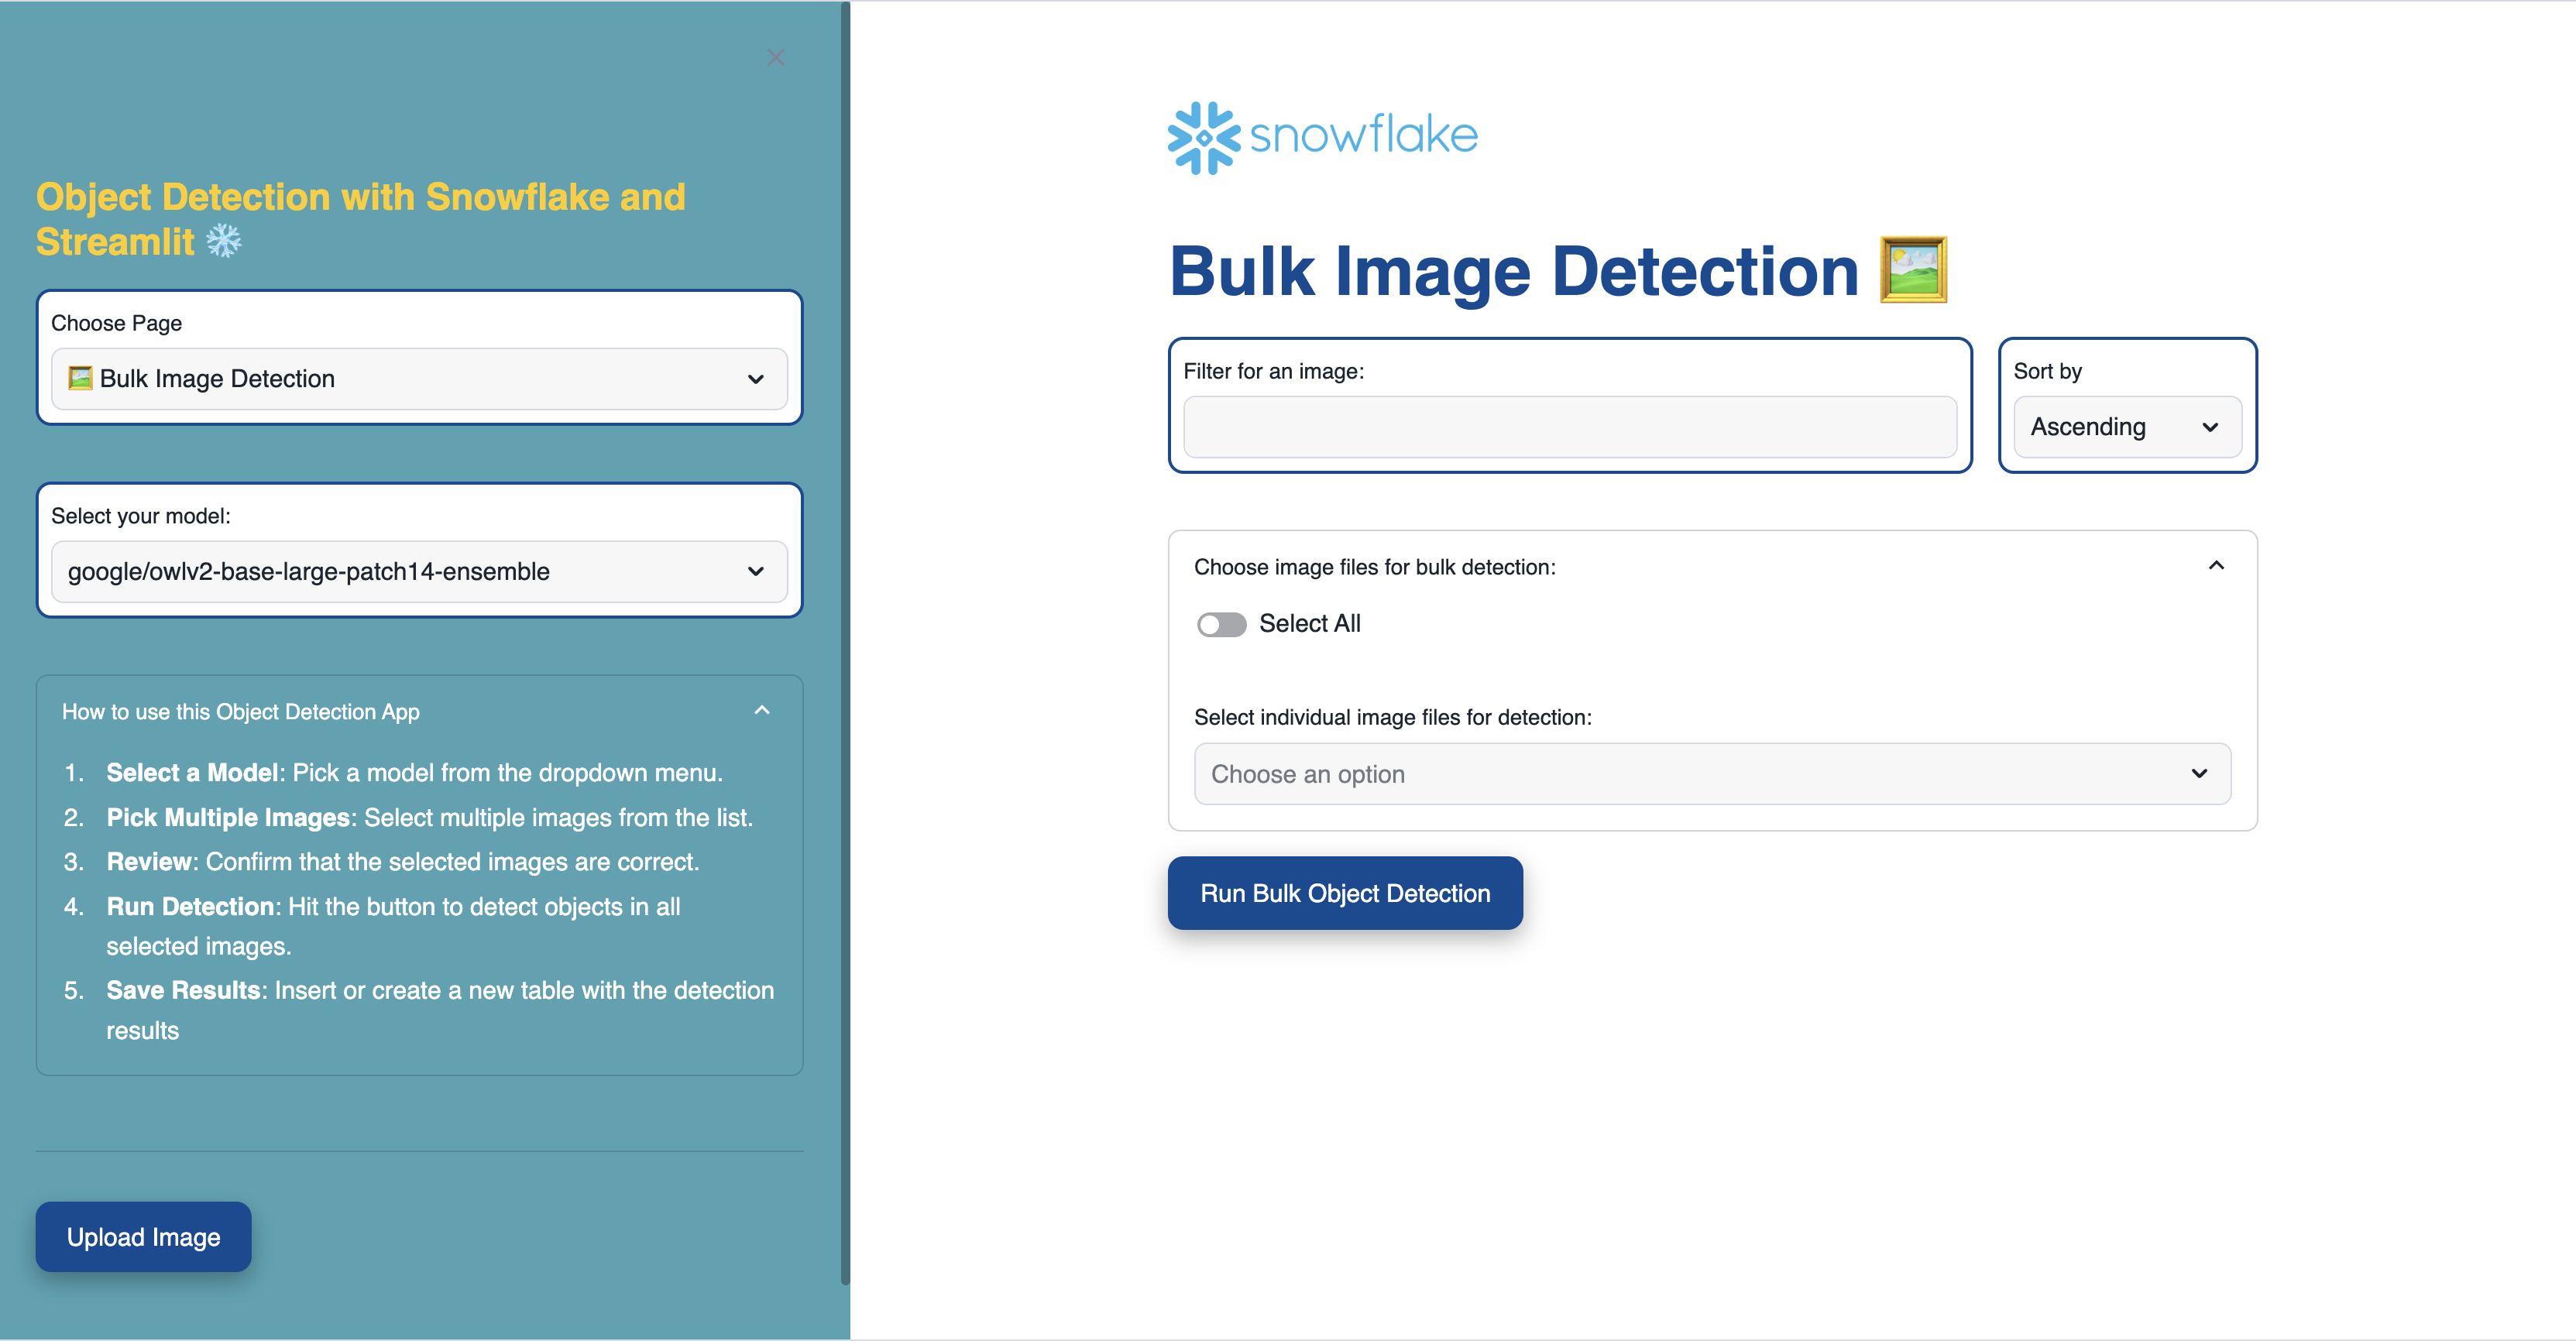 Object Detection with Snowflake and
Streamlit ❄️
Choose Page
🖼️ Bulk Image Detection
Select your model:
google/owlv2-base-large-patch14-ensemble
How to use this Object Detection App
1. Select a Model: Pick a model from the dropdown menu.
2. Pick Multiple Images: Select multiple images from the list.
3. Review: Confirm that the selected images are correct.
4. Run Detection: Hit the button to detect objects in all
selected images.
5. Save Results: Insert or create a new table with the detection
results
Upload Image
snowflake
Bulk Image Detection 🖼️
Filter for an image:
Sort by
Ascending
Choose image files for bulk detection:
Select All
Select individual image files for detection:
Choose an option
Run Bulk Object Detection